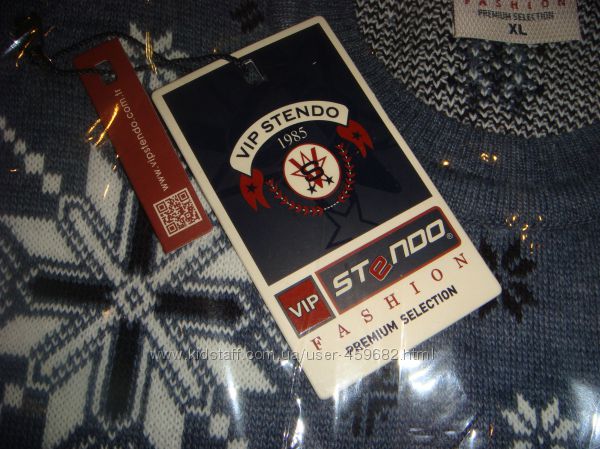 FASHION
PREMIUM SELECTION
XL
www.vipstendo.com.tr
VIP STENDO
1985
VIP
STENDO®
FASHION
PREMIUM SELECTION
www.kidstaff.com.ua/user-459682.html